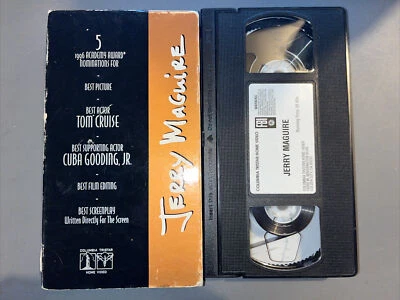 5
1996 ACADEMY AWARD®
NOMINATIONS FOR
BEST PICTURE
BEST ACTOR
TOM CRUISE
BEST SUPPORTING ACTOR
CUBA GOODING, JR.
BEST FILM EDITING
BEST SCREENPLAY
Written Directly For The Screen
COLUMBIA TRISTAR
HOME VIDEO
JERRY MAGUIRE
COLUMBIA TRISTAR HOME VIDEO
JERRY MAGUIRE